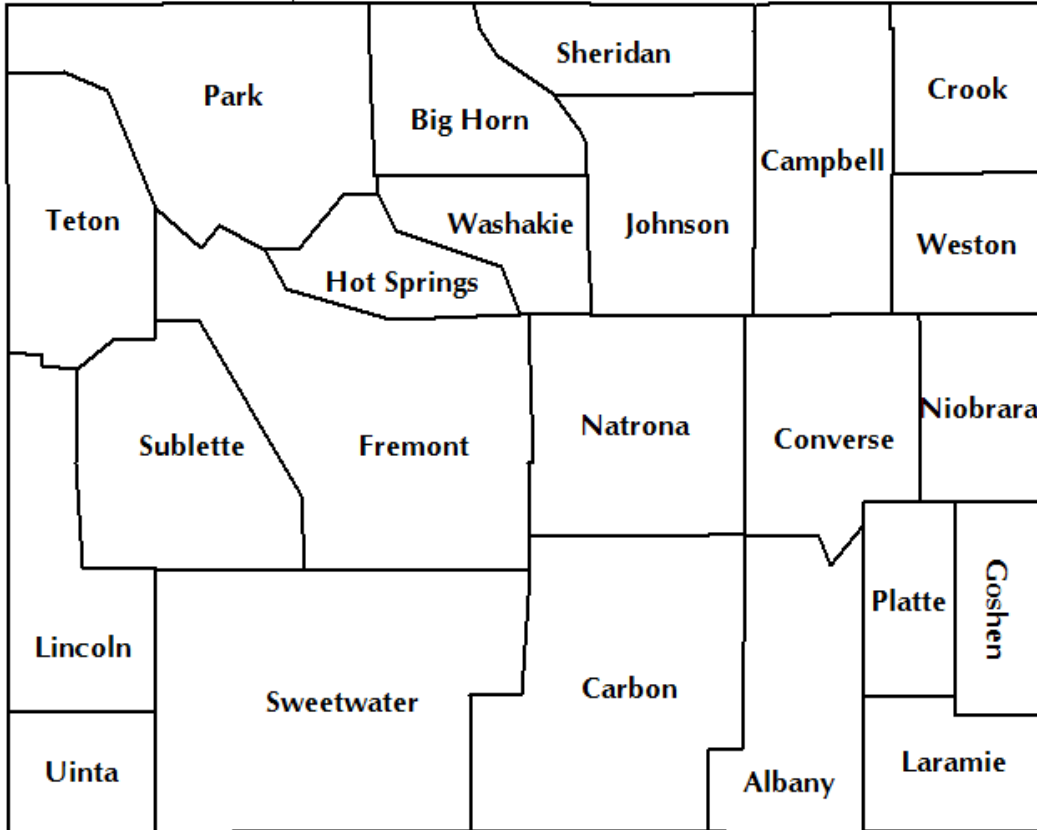 Sheridan
Crook
Park
Big Horn
Campbell
Teton
Washakie
Johnson
Weston
Hot Springs
Niobrara
Natrona
Converse
Sublette
Fremont
Platte
Goshen
Lincoln
Carbon
Sweetwater
Laramie
Uinta
Albany